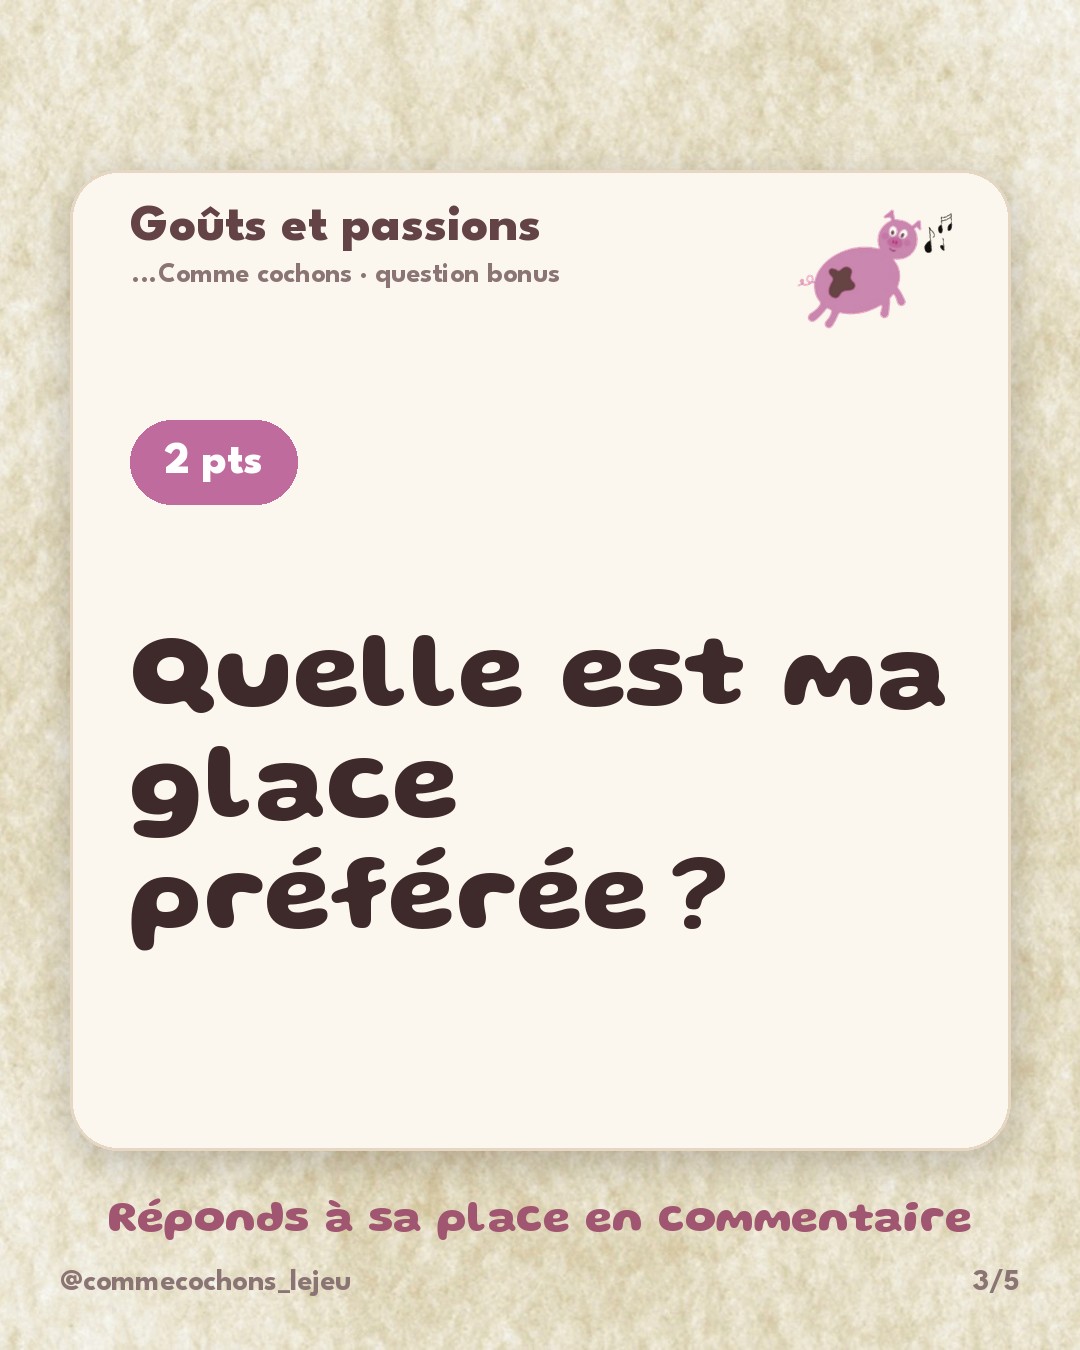 Goûts et passions
...Comme cochons · question bonus
2 pts
Quelle est ma
glace
préférée ?
Réponds à sa place en commentaire
@commecochons_lejeu
3/5